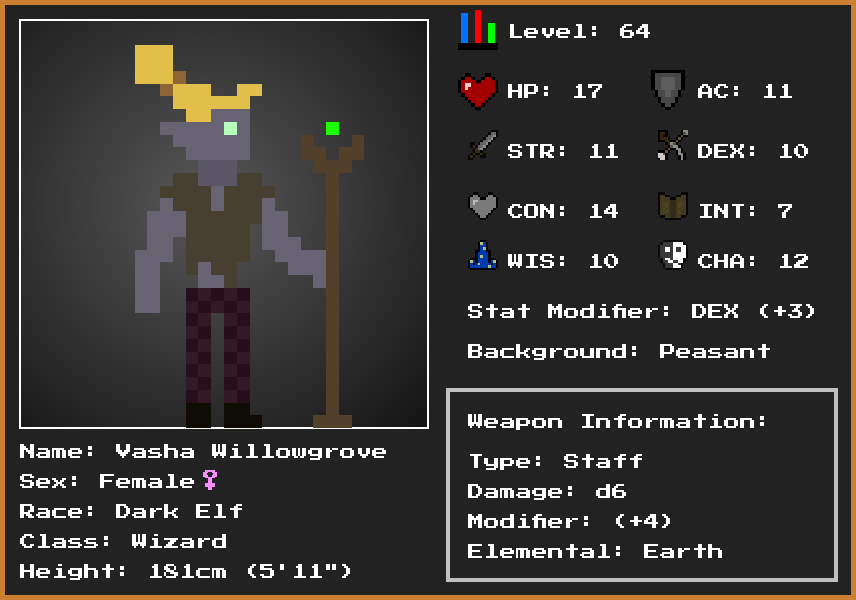 Level: 64
HP: 17 AC: 11
STR: 11 DEX: 10
CON: 14 INT: 7
WIS: 10 CHA: 12
Stat Modifier: DEX (+3)
Background: Peasant
Weapon Information:
Type: Staff
Damage: d6
Modifier: (+4)
Elemental: Earth
Name: Vasha Willowgrove
Sex: Female♀
Race: Dark Elf
Class: Wizard
Height: 181cm (5'11")